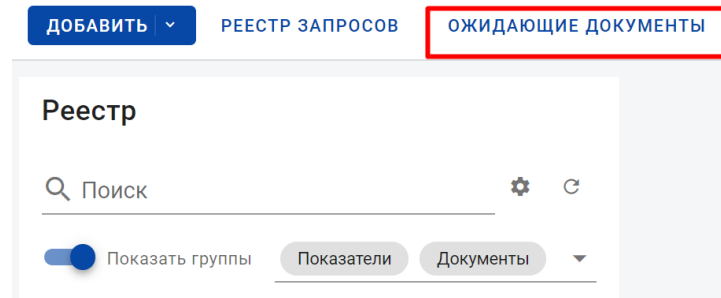 ДОБАВИТЬ РЕЕСТР ЗАПРОСОВ ОЖИДАЮЩИЕ ДОКУМЕНТЫ
Реестр
Поиск
Показать группы Показатели Документы